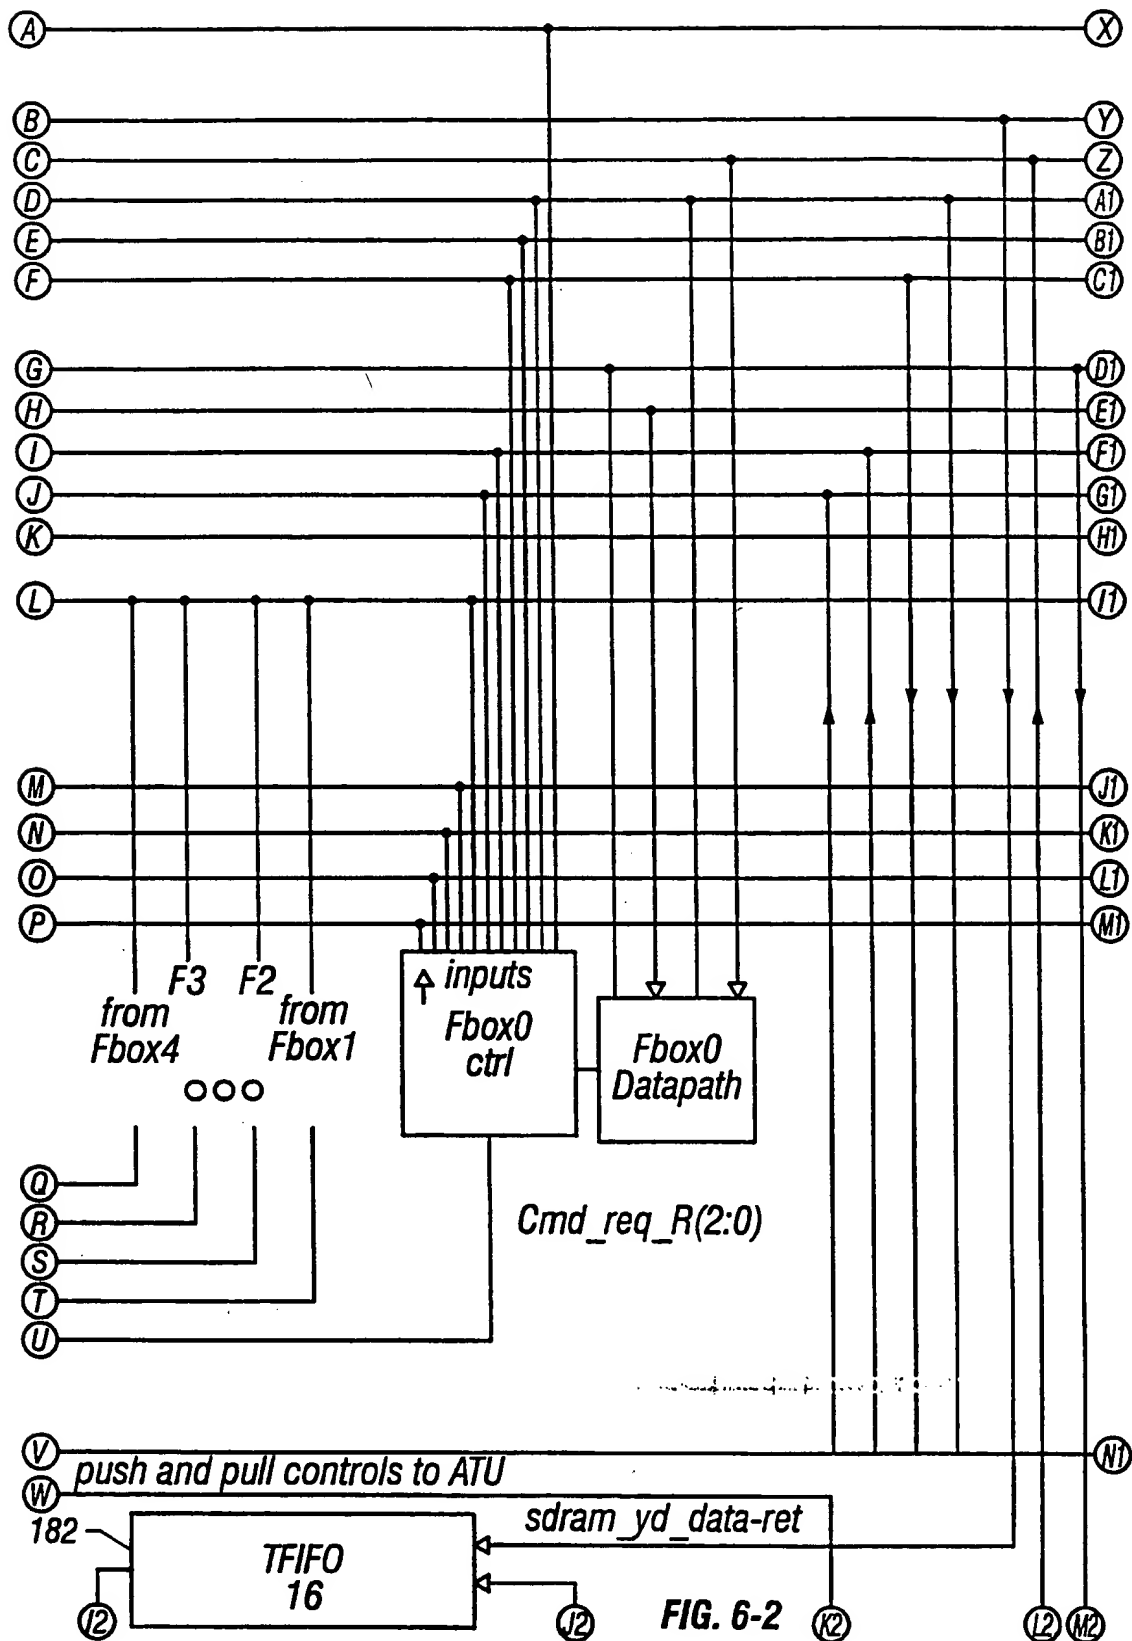 A X
B Y
C Z
D A1
E B1
F C1
G D1
H E1
I F1
J G1
K H1
L I1
M J1
N K1
O L1
P M1
inputs
F3 F2
from Fbox4
from Fbox1
Fbox0 ctrl
Fbox0 Datapath
Q
R
S
T
U
Cmd_req_R(2:0)
V N1
push and pull controls to ATU
W
sdram_yd_data-ret
182
TFIFO
16
I2 J2 FIG. 6-2 K2 L2 M2